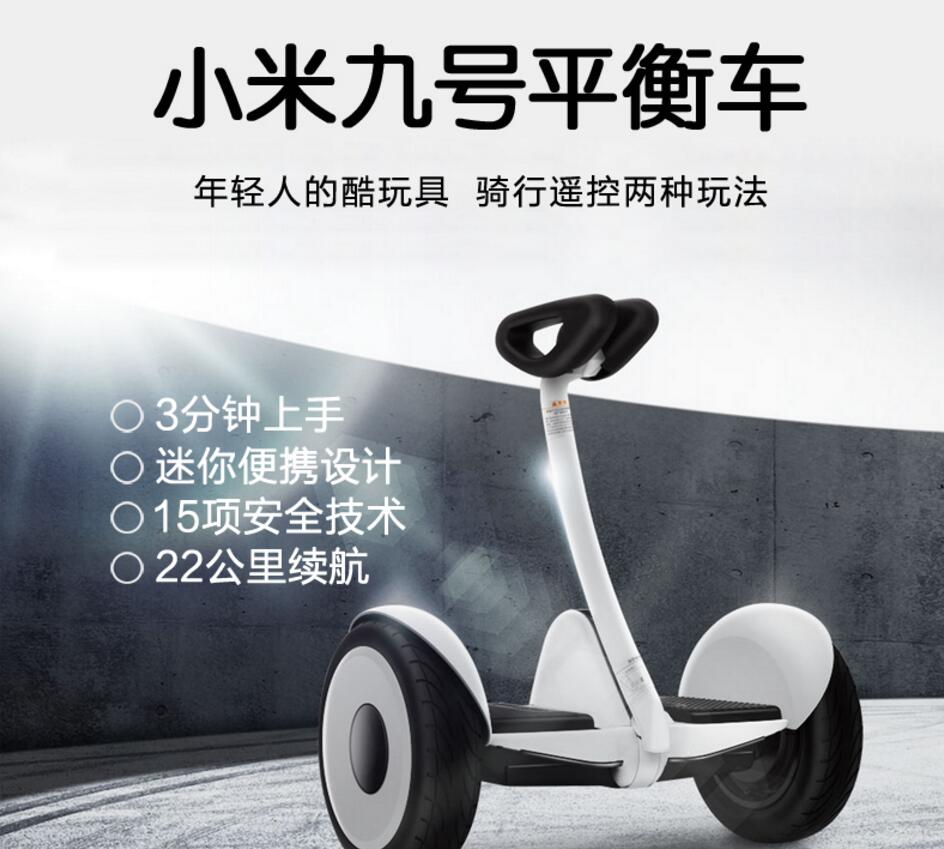 小米九号平衡车
年轻人的酷玩具 骑行遥控两种玩法
3分钟上手
迷你便携设计
15项安全技术
22公里续航